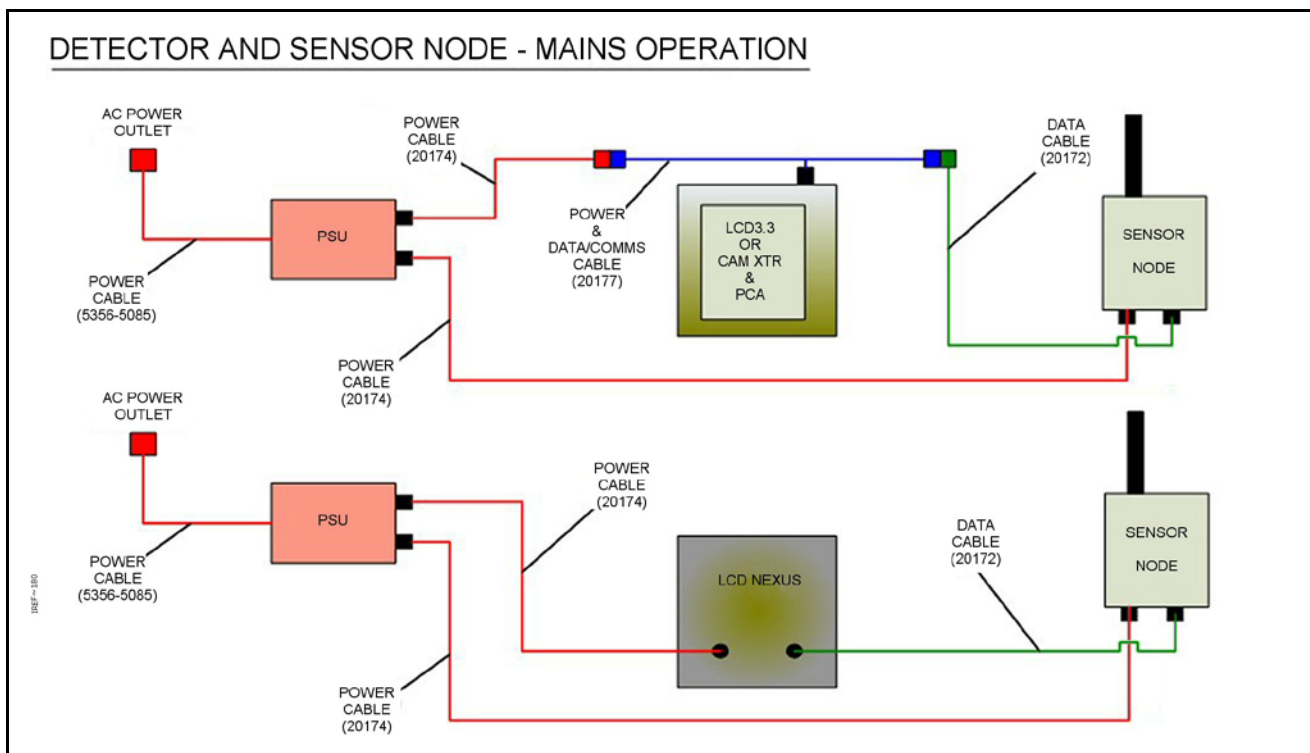 DETECTOR AND SENSOR NODE - MAINS OPERATION
AC POWER
OUTLET
POWER
CABLE
(20174)
DATA
CABLE
(20172)
PSU
POWER
&
DATA/COMMS
CABLE
(20177)
LCD3.3
OR
CAM XTR
&
PCA
SENSOR
NODE
POWER
CABLE
(5356-5085)
POWER
CABLE
(20174)
AC POWER
OUTLET
POWER
CABLE
(20174)
PSU
LCD NEXUS
DATA
CABLE
(20172)
SENSOR
NODE
POWER
CABLE
(5356-5085)
POWER
CABLE
(20174)
IREF~180